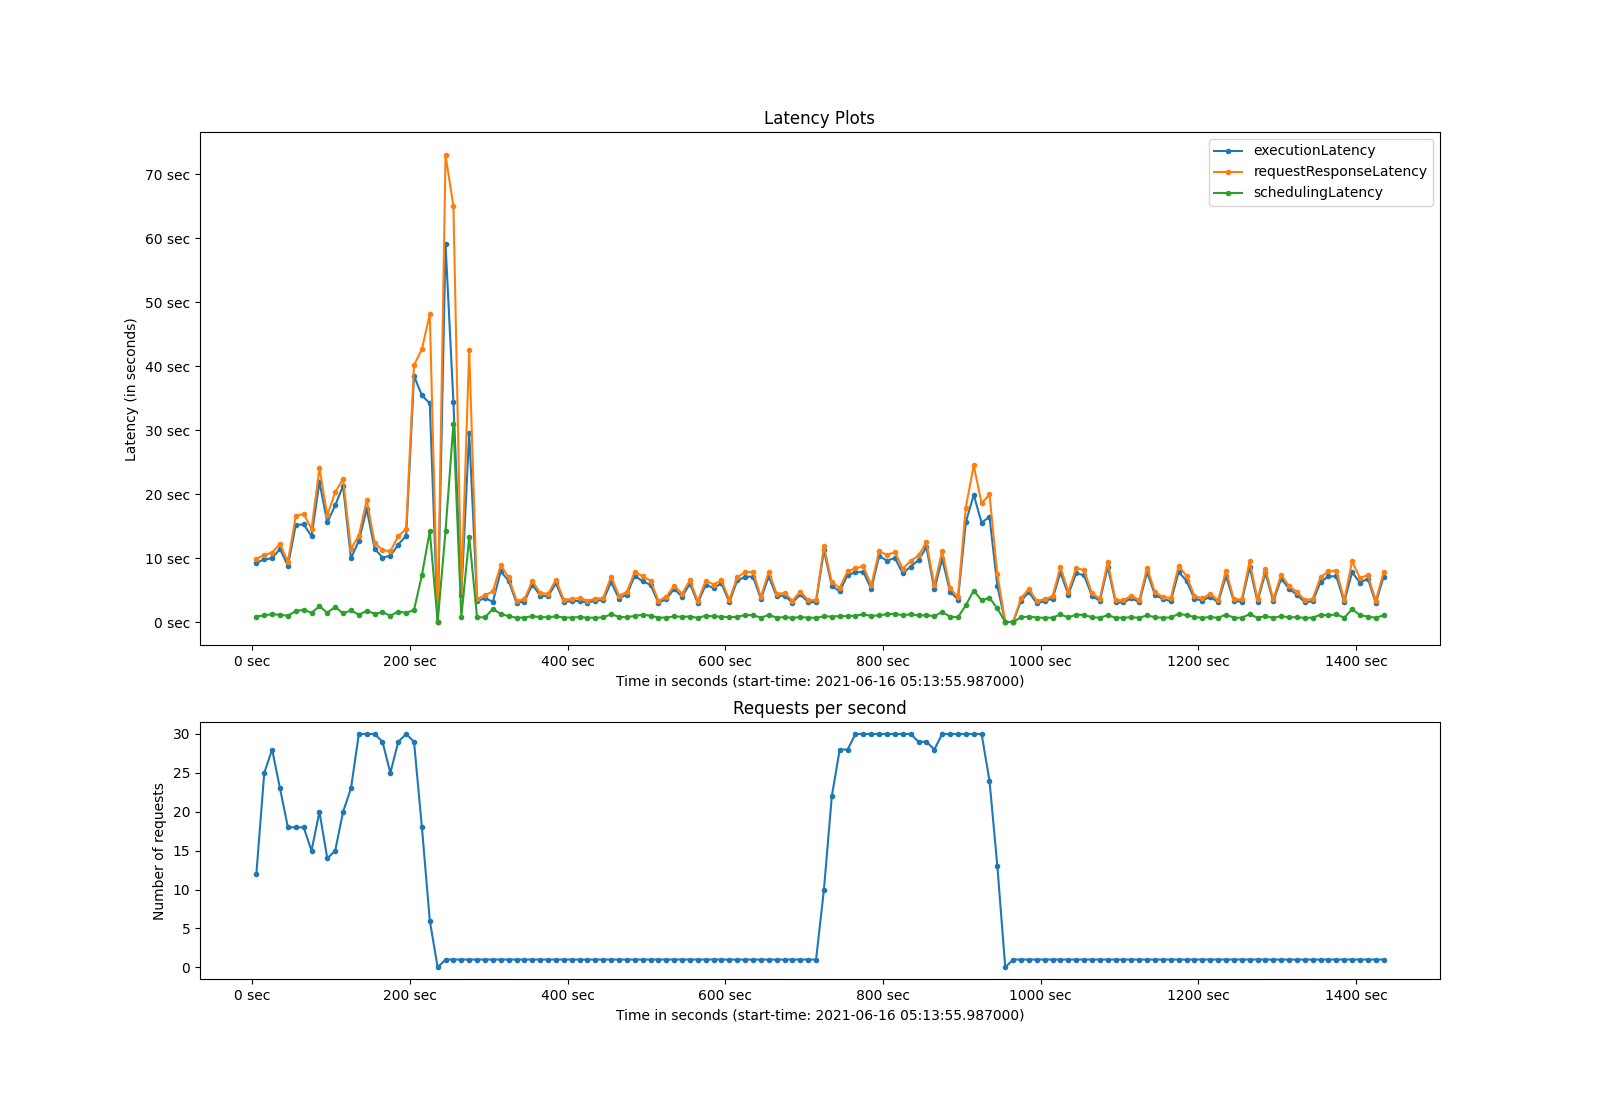 Latency Plots
executionLatency
requestResponseLatency
schedulingLatency
Latency (in seconds)
70 sec
60 sec
50 sec
40 sec
30 sec
20 sec
10 sec
0 sec
0 sec 200 sec 400 sec 600 sec 800 sec 1000 sec 1200 sec 1400 sec
Time in seconds (start-time: 2021-06-16 05:13:55.987000)
Requests per second
Number of requests
30
25
20
15
10
5
0
0 sec 200 sec 400 sec 600 sec 800 sec 1000 sec 1200 sec 1400 sec
Time in seconds (start-time: 2021-06-16 05:13:55.987000)